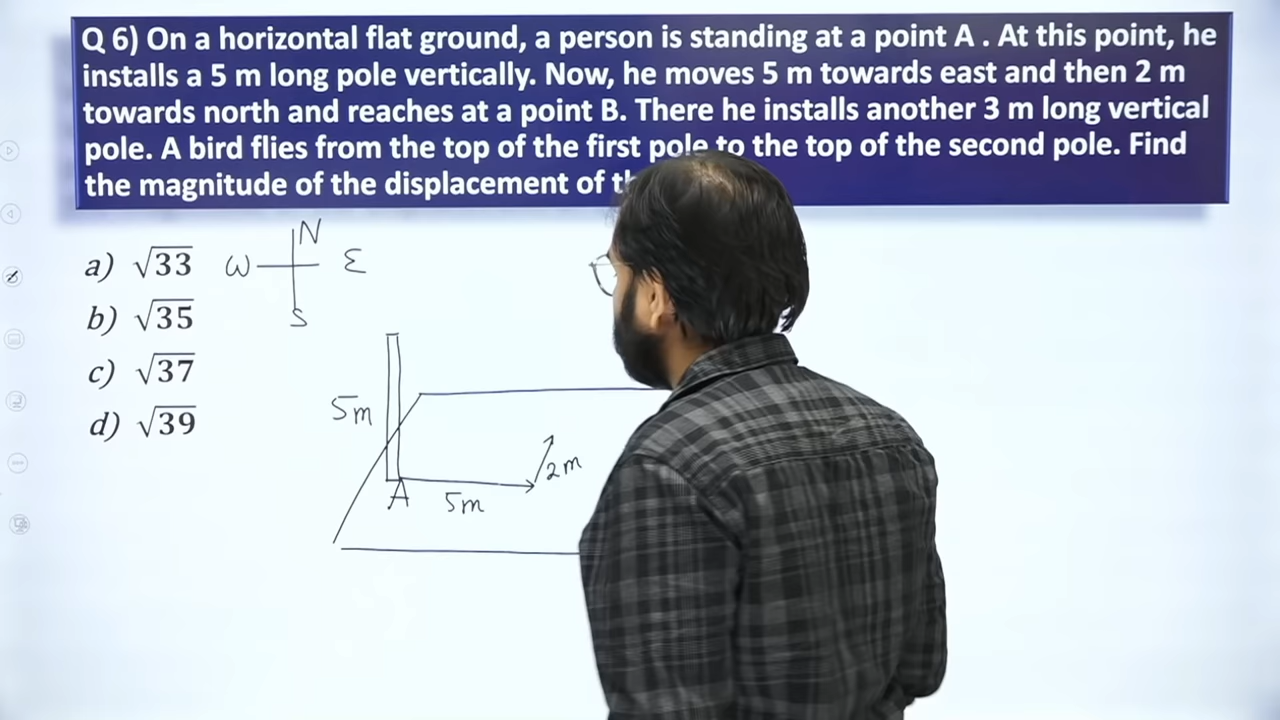 Q 6) On a horizontal flat ground, a person is standing at a point A . At this point, he
installs a 5 m long pole vertically. Now, he moves 5 m towards east and then 2 m
towards north and reaches at a point B. There he installs another 3 m long vertical
pole. A bird flies from the top of the first pole to the top of the second pole. Find
the magnitude of the displacement of
a) √33
b) √35
c) √37
d) √39
N
W E
S
5m
2m
A
5m